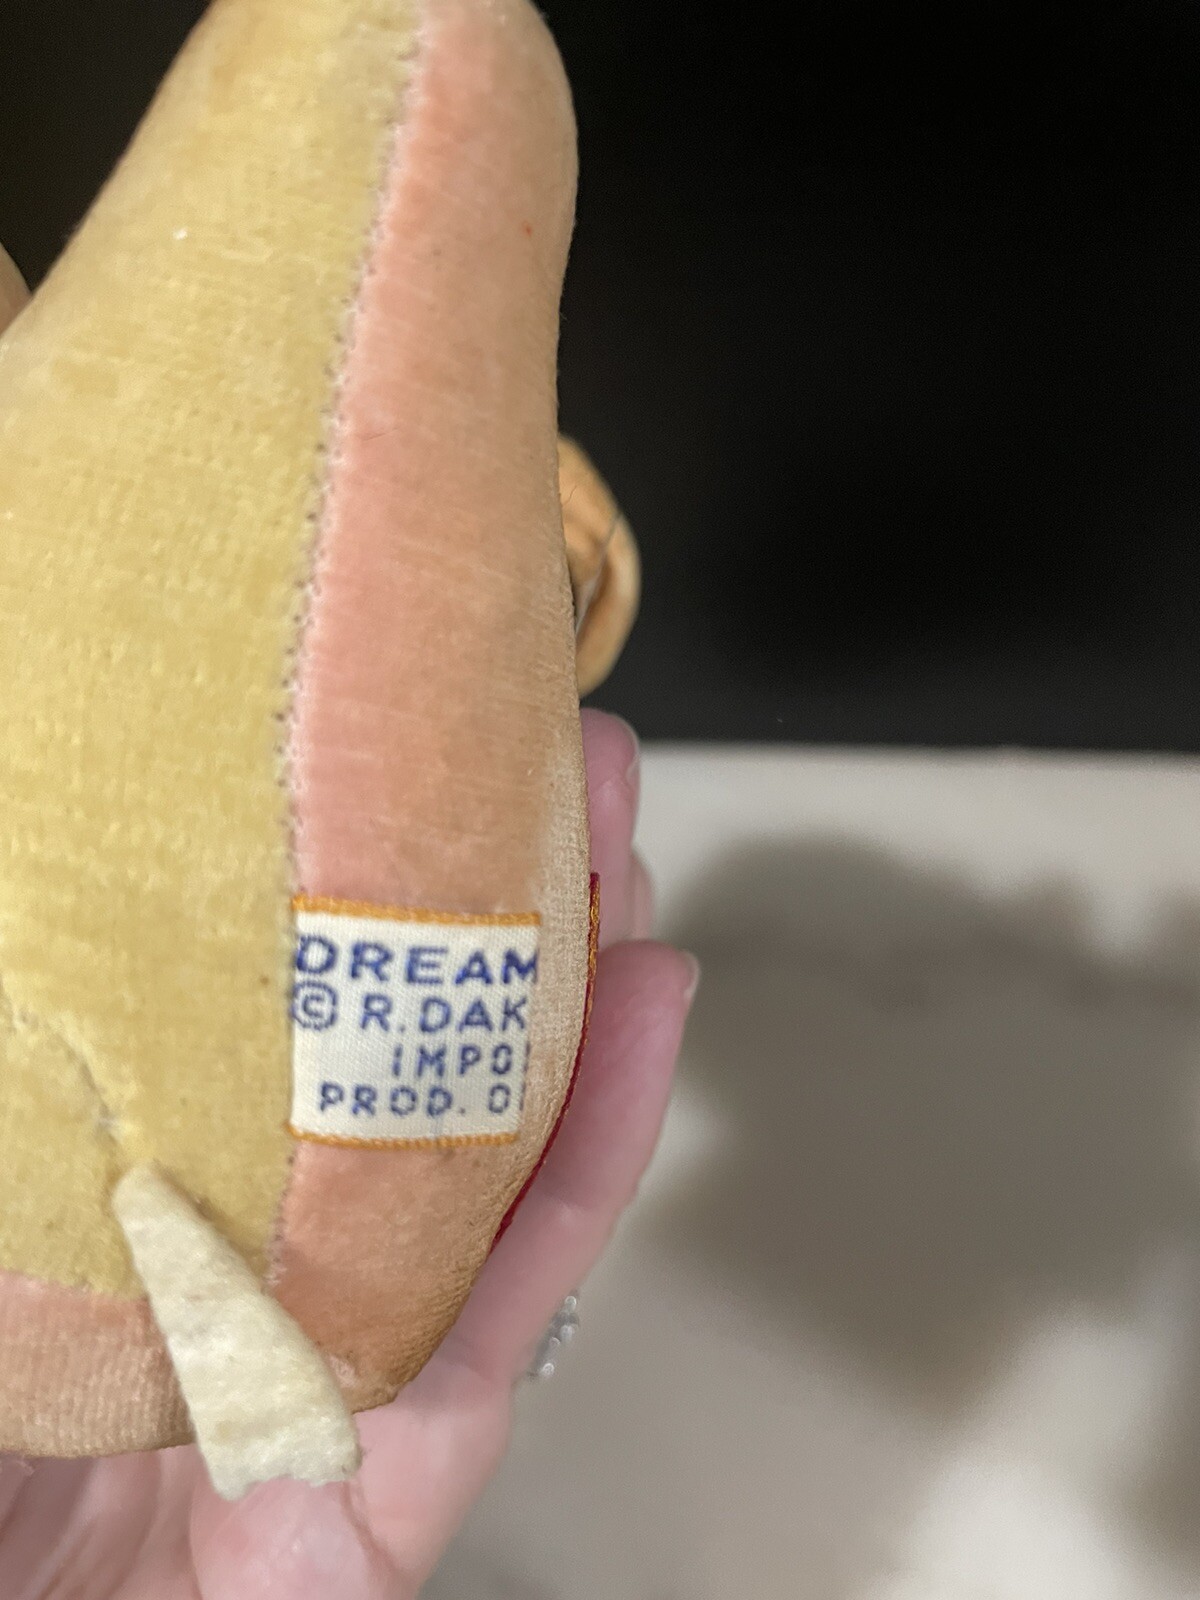 DREAM
© R. DAK
IMPO
PROD. O